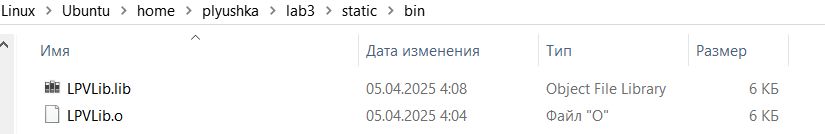 Linux > Ubuntu > home > plyushka > lab3 > static > bin
Имя Дата изменения Тип Размер
LPVLib.lib 05.04.2025 4:08 Object File Library 6 КБ
LPVLib.o 05.04.2025 4:04 Файл "O" 6 КБ